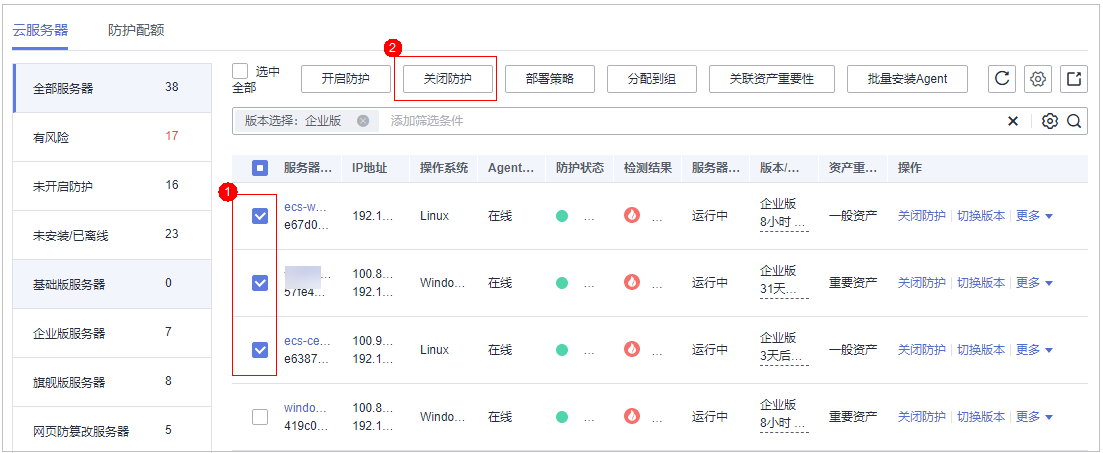 云服务器 防护配额
全部服务器 38
有风险 17
未开启防护 16
未安装/已离线 23
基础版服务器 0
企业版服务器 7
旗舰版服务器 8
网页防篡改服务器 5
2
选中
全部
开启防护 关闭防护 部署策略 分配到组 关联资产重要性 批量安装Agent
版本选择：企业版 添加筛选条件
服务器... IP地址 操作系统 Agent... 防护状态 检测结果 服务器... 版本/... 资产重... 操作
1
ecs-w... 192.1... Linux 在线 ... ... 运行中 企业版 一般资产 关闭防护 切换版本 更多
e67d0... 8小时 ...
100.8... Windo... 在线 ... ... 运行中 企业版 重要资产 关闭防护 切换版本 更多
57fe4... 192.1... 31天...
ecs-ce... 100.9... Linux 在线 ... ... 运行中 企业版 一般资产 关闭防护 切换版本 更多
e6387... 192.1... 3天后...
windo... 100.8... Windo... 在线 ... ... 运行中 企业版 重要资产 关闭防护 切换版本 更多
419c0... 192.1... 8小时 ...